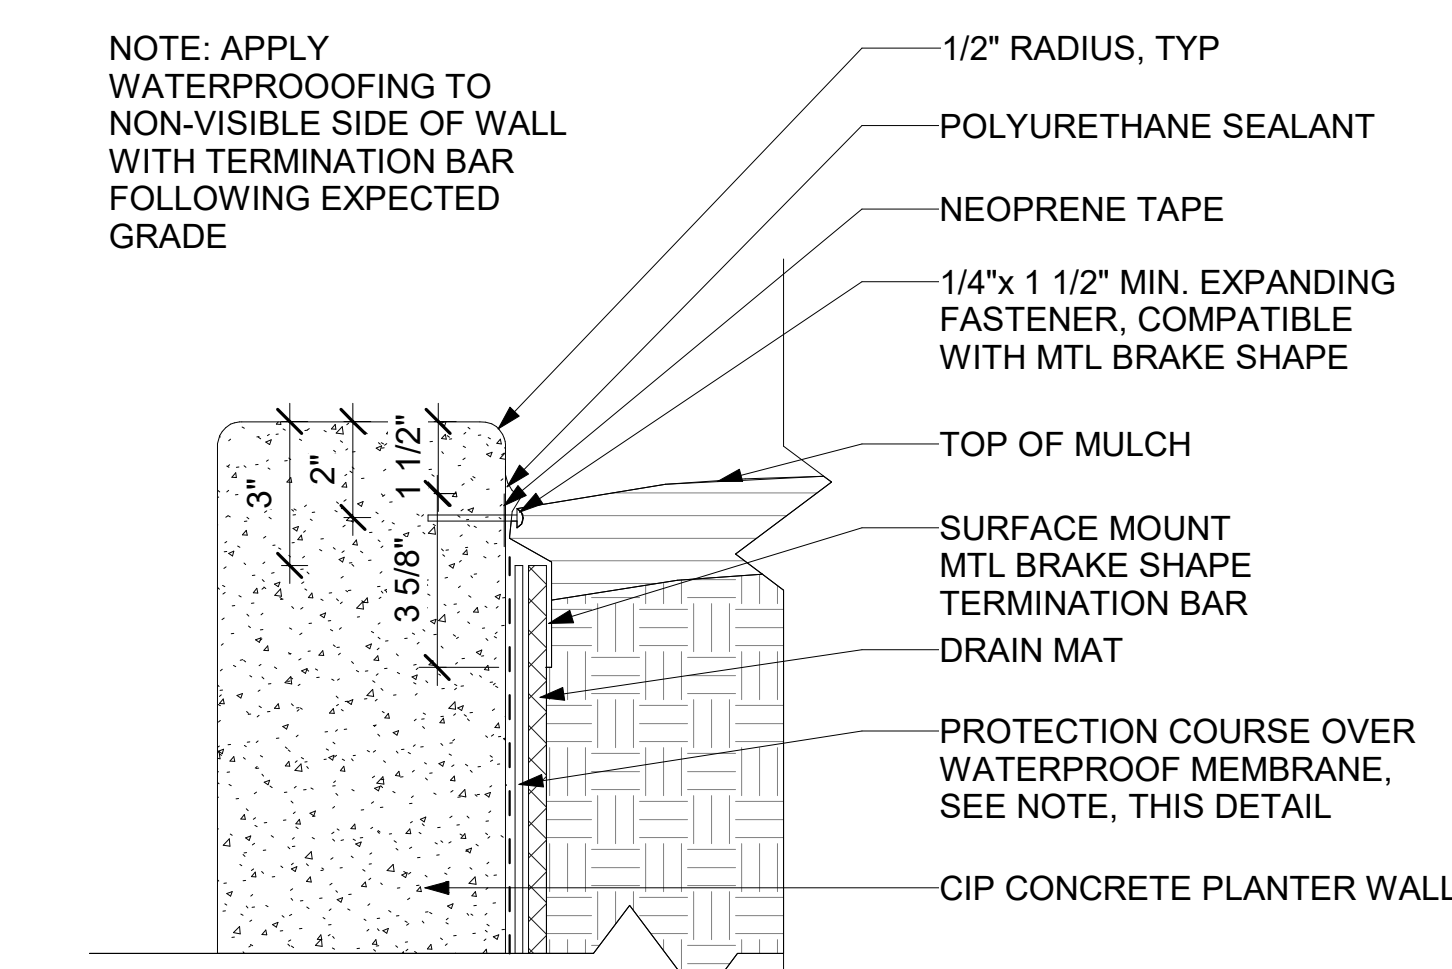 NOTE: APPLY
WATERPROOOFING TO
NON-VISIBLE SIDE OF WALL
WITH TERMINATION BAR
FOLLOWING EXPECTED
GRADE
1/2" RADIUS, TYP
POLYURETHANE SEALANT
NEOPRENE TAPE
1/4"x 1 1/2" MIN. EXPANDING
FASTENER, COMPATIBLE
WITH MTL BRAKE SHAPE
TOP OF MULCH
SURFACE MOUNT
MTL BRAKE SHAPE
TERMINATION BAR
DRAIN MAT
PROTECTION COURSE OVER
WATERPROOF MEMBRANE,
SEE NOTE, THIS DETAIL
CIP CONCRETE PLANTER WALL
3"
2"
1 1/2"
3 5/8"